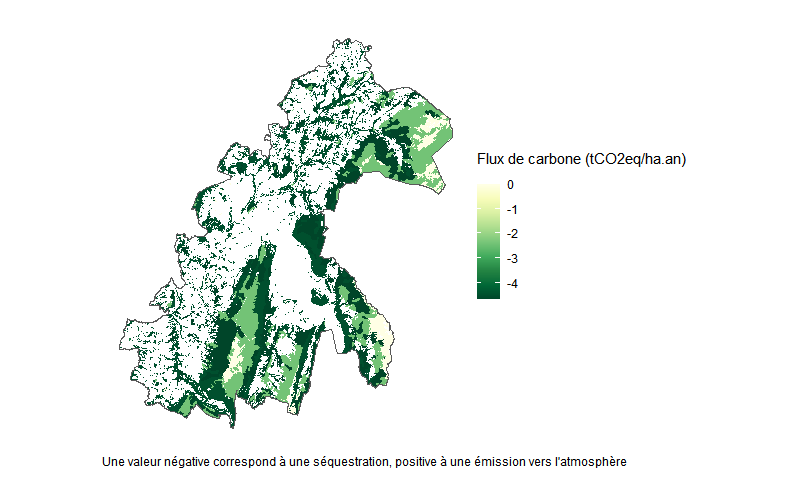 Flux de carbone (tCO2eq/ha.an)
0
-1
-2
-3
-4
Une valeur négative correspond à une séquestration, positive à une émission vers l'atmosphère